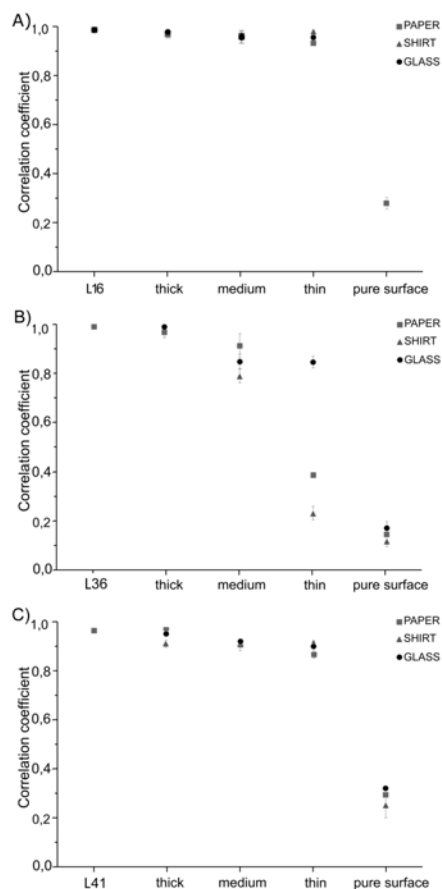 A)
PAPER
SHIRT
GLASS
Correlation coefficient
1,0
0,8
0,6
0,4
0,2
0,0
L16 thick medium thin pure surface
B)
PAPER
SHIRT
GLASS
Correlation coefficient
1,0
0,8
0,6
0,4
0,2
0,0
L36 thick medium thin pure surface
C)
PAPER
SHIRT
GLASS
Correlation coefficient
1,0
0,8
0,6
0,4
0,2
0,0
L41 thick medium thin pure surface